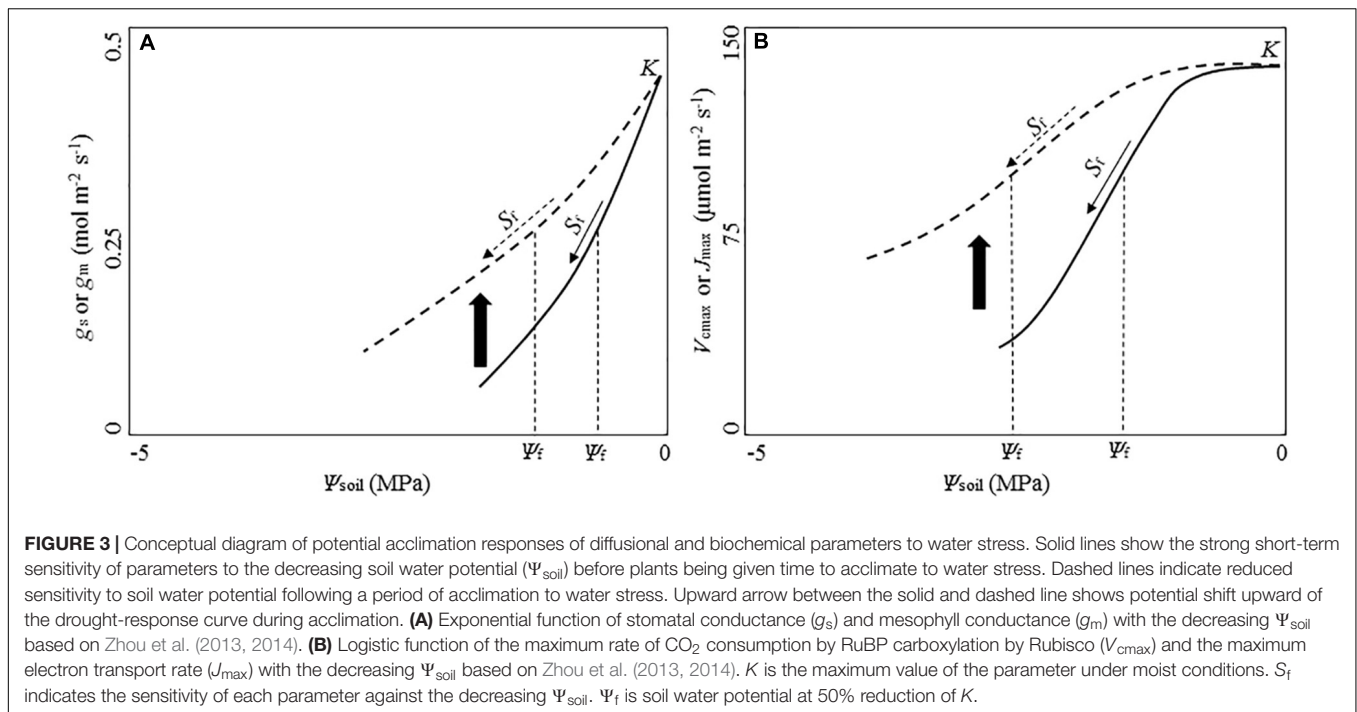 A
0.5
0.25
0
gs or gm (mol m-2 s-1)
K
Sf
Sf
-5
Ψf
Ψf
0
Ψsoil (MPa)
B
150
75
0
Vcmax or Jmax (μmol m-2 s-1)
K
Sf
Sf
-5
Ψf
Ψf
0
Ψsoil (MPa)
FIGURE 3 | Conceptual diagram of potential acclimation responses of diffusional and biochemical parameters to water stress. Solid lines show the strong short-term
sensitivity of parameters to the decreasing soil water potential (Ψsoil) before plants being given time to acclimate to water stress. Dashed lines indicate reduced
sensitivity to soil water potential following a period of acclimation to water stress. Upward arrow between the solid and dashed line shows potential shift upward of
the drought-response curve during acclimation. (A) Exponential function of stomatal conductance (gs) and mesophyll conductance (gm) with the decreasing Ψsoil
based on Zhou et al. (2013, 2014). (B) Logistic function of the maximum rate of CO2 consumption by RuBP carboxylation by Rubisco (Vcmax) and the maximum
electron transport rate (Jmax) with the decreasing Ψsoil based on Zhou et al. (2013, 2014). K is the maximum value of the parameter under moist conditions. Sf
indicates the sensitivity of each parameter against the decreasing Ψsoil. Ψf is soil water potential at 50% reduction of K.